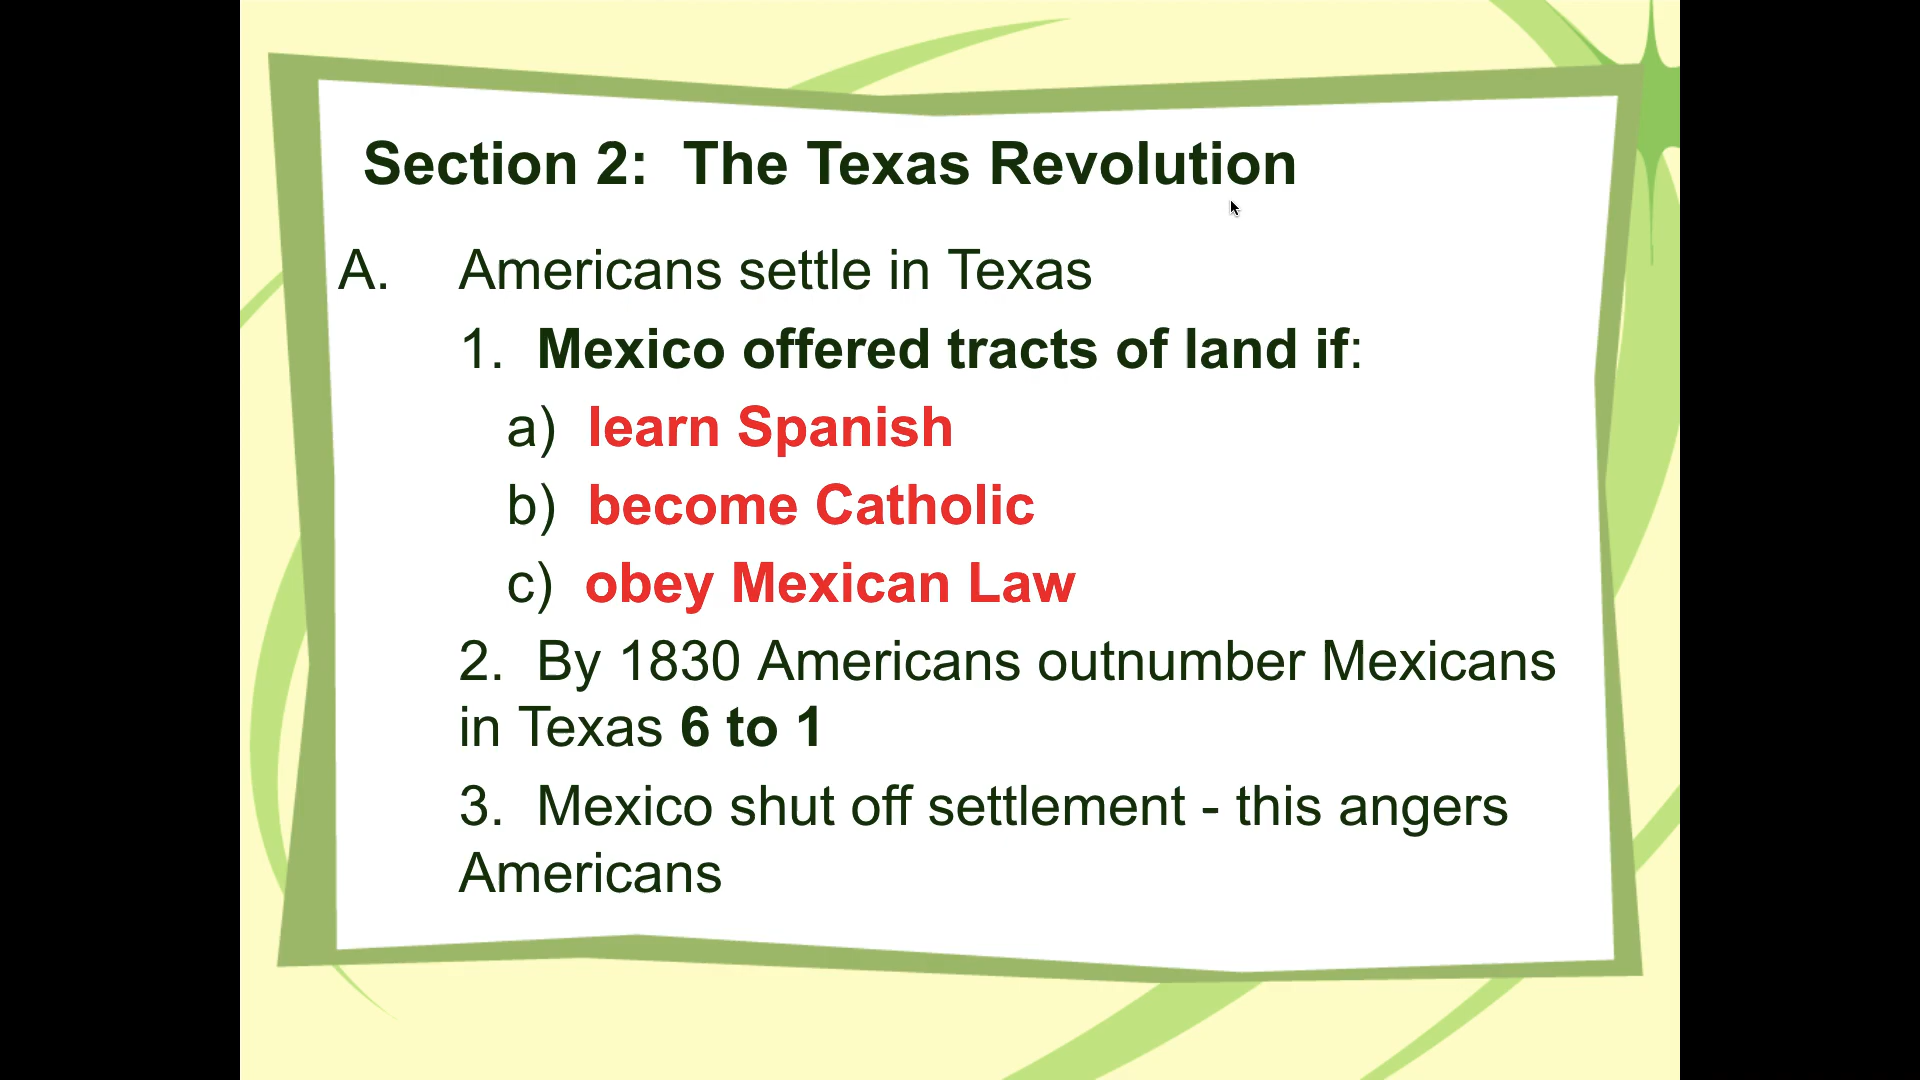 Section 2:  The Texas Revolution
A. Americans settle in Texas
1. Mexico offered tracts of land if:
a) learn Spanish
b) become Catholic
c) obey Mexican Law
2. By 1830 Americans outnumber Mexicans
in Texas 6 to 1
3. Mexico shut off settlement - this angers
Americans